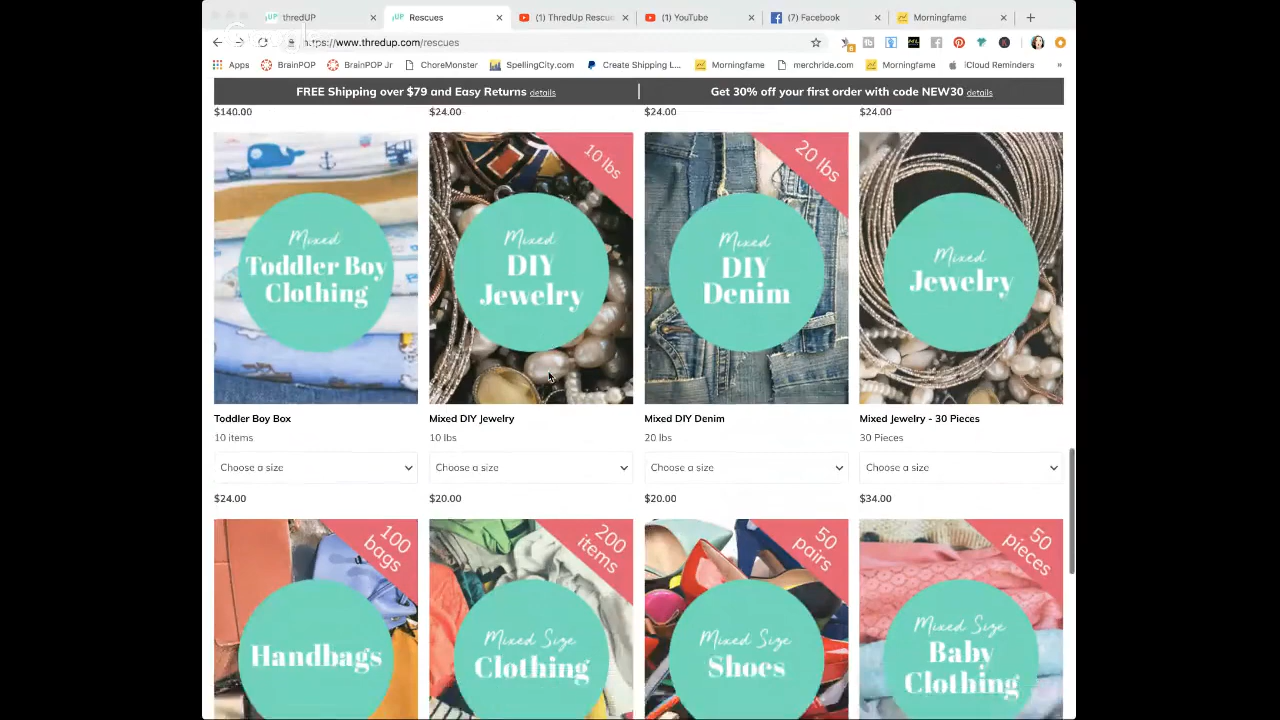 thredUP
Rescues
(1) ThredUp Rescu
(1) YouTube
(7) Facebook
Morningfame
Google
https://www.thredup.com/rescues
Apps
BrainPOP
BrainPOP Jr
ChoreMonster
SpellingCity.com
Create Shipping L...
Morningfame
merchride.com
Morningfame
iCloud Reminders
»
FREE Shipping over $79 and Easy Returns details
Get 30% off your first order with code NEW30 details
$140.00
$24.00
$24.00
$24.00
Mixed
Toddler Boy
Clothing
10 lbs
Mixed
DIY
Jewelry
20 lbs
Mixed
DIY
Denim
Mixed
Jewelry
Toddler Boy Box
Mixed DIY Jewelry
Mixed DIY Denim
Mixed Jewelry - 30 Pieces
10 items
10 lbs
20 lbs
30 Pieces
Choose a size
Choose a size
Choose a size
Choose a size
$24.00
$20.00
$20.00
$34.00
100
bags
Handbags
200
items
Mixed Size
Clothing
50
pairs
Mixed Size
Shoes
50
pieces
Mixed Size
Baby
Clothing